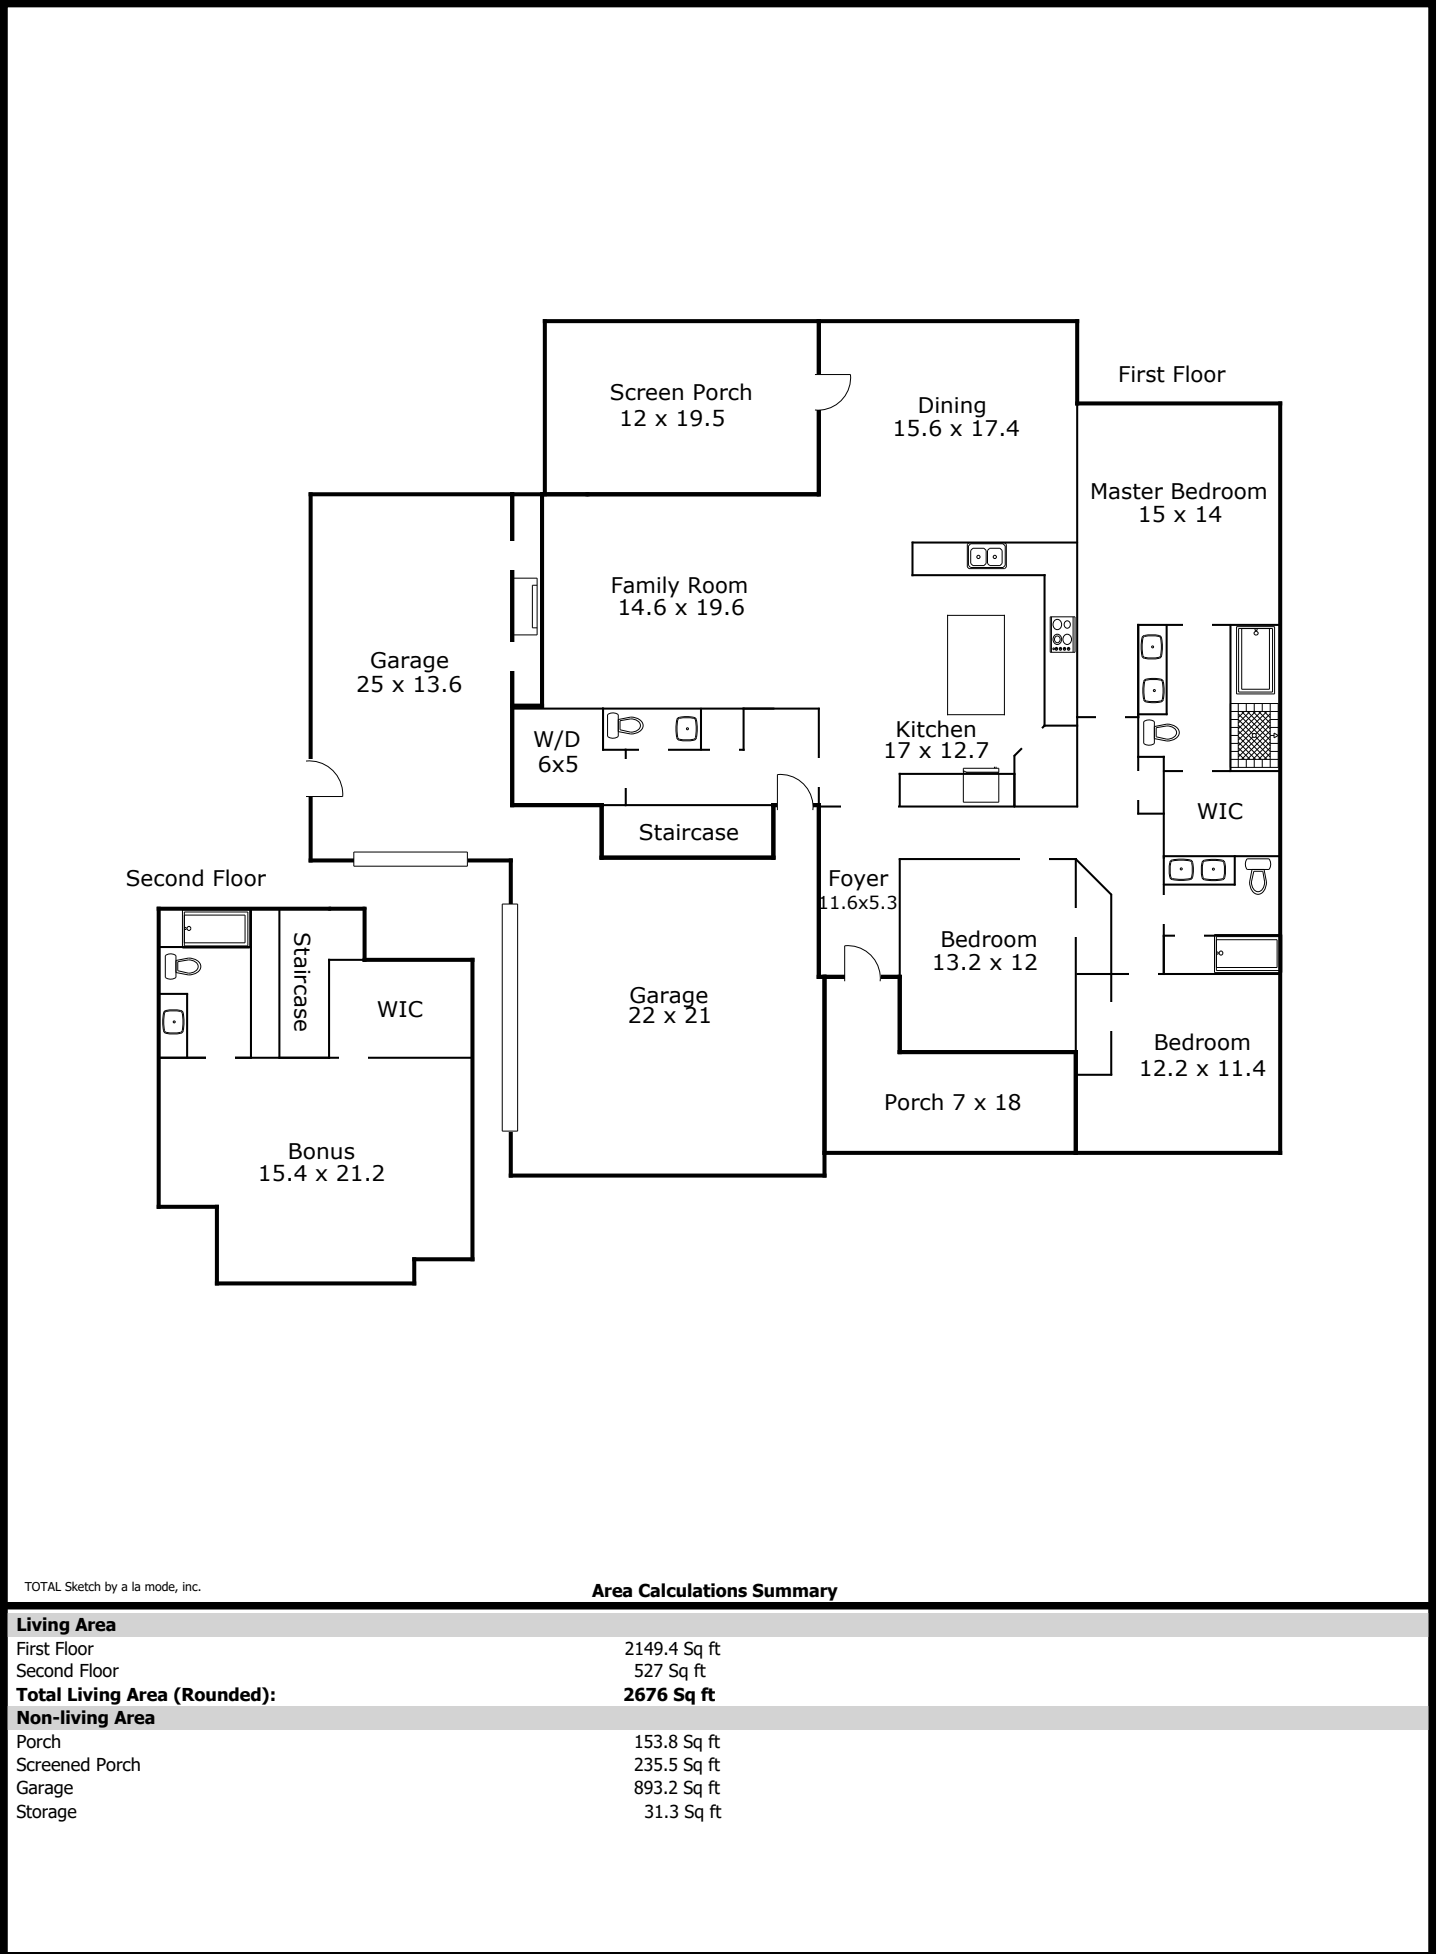 First Floor
Screen Porch
12 x 19.5
Dining
15.6 x 17.4
Master Bedroom
15 x 14
Family Room
14.6 x 19.6
Garage
25 x 13.6
W/D
6x5
Kitchen
17 x 12.7
Staircase
WIC
Second Floor
Foyer
11.6x5.3
Bedroom
13.2 x 12
Staircase
WIC
Garage
22 x 21
Bedroom
12.2 x 11.4
Porch 7 x 18
Bonus
15.4 x 21.2
TOTAL Sketch by a la mode, inc.
Area Calculations Summary
Living Area
First Floor 2149.4 Sq ft
Second Floor 527 Sq ft
Total Living Area (Rounded): 2676 Sq ft
Non-living Area
Porch 153.8 Sq ft
Screened Porch 235.5 Sq ft
Garage 893.2 Sq ft
Storage 31.3 Sq ft